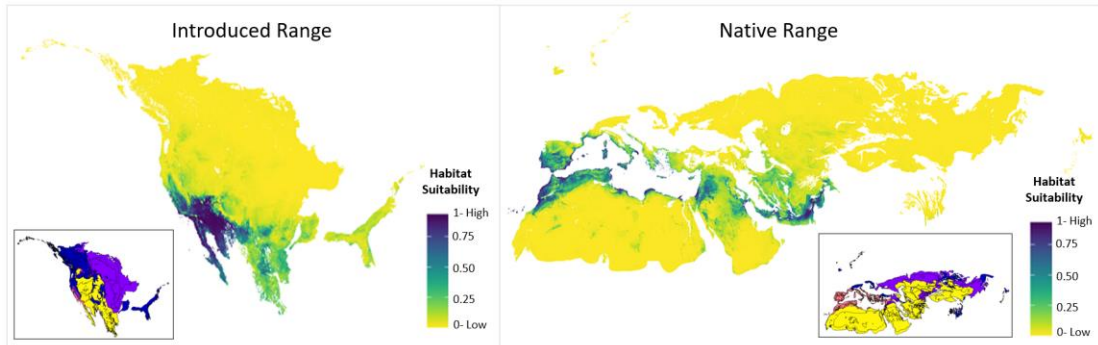 Introduced Range
Habitat
Suitability
1- High
0.75
0.50
0.25
0- Low
Native Range
Habitat
Suitability
1- High
0.75
0.50
0.25
0- Low